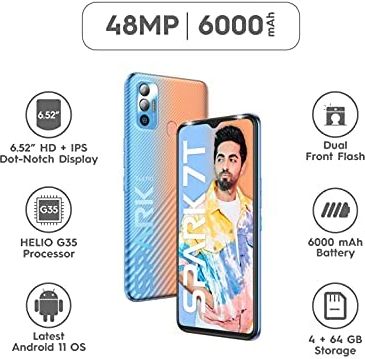 48MP | 6000 mAh
6.52"
6.52” HD + IPS
Dot-Notch Display
Dual
Front Flash
SPARK
SPARK 7T
G35
HELIO G35
Processor
6000 mAh
Battery
Latest
Android 11 OS
4 + 64 GB
Storage